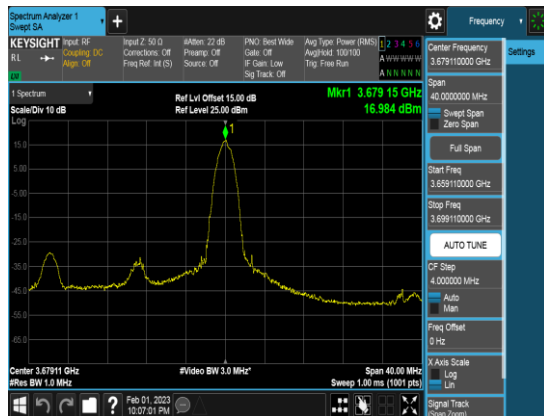 Spectrum Analyzer 1
Swept SA
Frequency
KEYSIGHT
Input: RF
Coupling: DC
Align: Off
Input Z: 50 Ω
Corrections: Off
Freq Ref: Int (S)
#Atten: 22 dB
Preamp: Off
Source: Off
PNO: Best Wide
Gate: Off
IF Gain: Low
Sig Track: Off
Avg Type: Power (RMS)
Avg|Hold: 100/100
Trig: Free Run
1 2 3 4 5 6
A W W W W W
A N N N N N
R L
1 Spectrum
Scale/Div 10 dB
Log
Ref Lvl Offset 15.00 dB
Ref Level 25.00 dBm
Mkr1 3.679 15 GHz
16.984 dBm
1
15.0
5.00
-5.00
-15.0
-25.0
-35.0
-45.0
-55.0
-65.0
Center 3.67911 GHz
#Res BW 1.0 MHz
#Video BW 3.0 MHz*
Span 40.00 MHz
Sweep 1.00 ms (1001 pts)
Center Frequency
3.679110000 GHz
Settings
Span
40.0000000 MHz
Swept Span
Zero Span
Full Span
Start Freq
3.659110000 GHz
Stop Freq
3.699110000 GHz
AUTO TUNE
CF Step
4.000000 MHz
Auto
Man
Freq Offset
0 Hz
X Axis Scale
Log
Lin
Signal Track
(Span Zoom)
Feb 01, 2023
10:07:01 PM